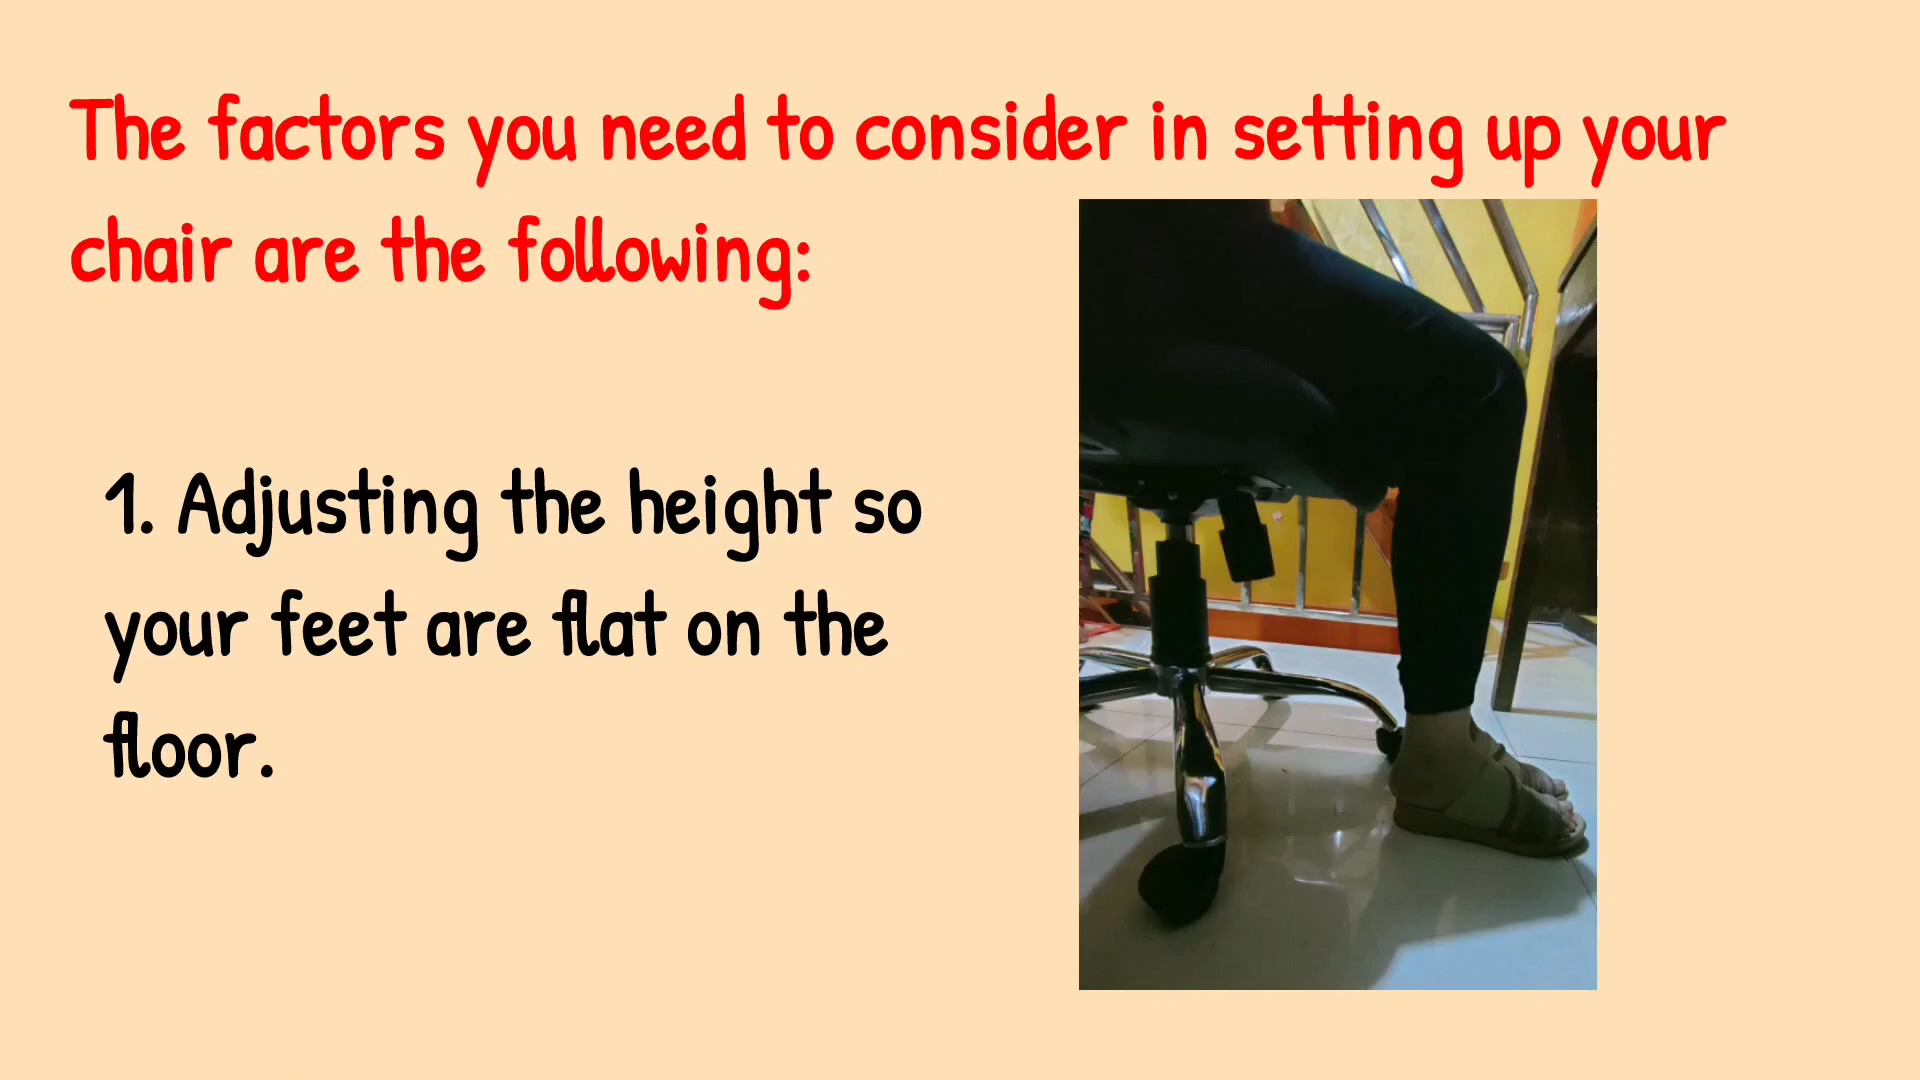 The factors you need to consider in setting up your
chair are the following:
1. Adjusting the height so
your feet are flat on the
floor.